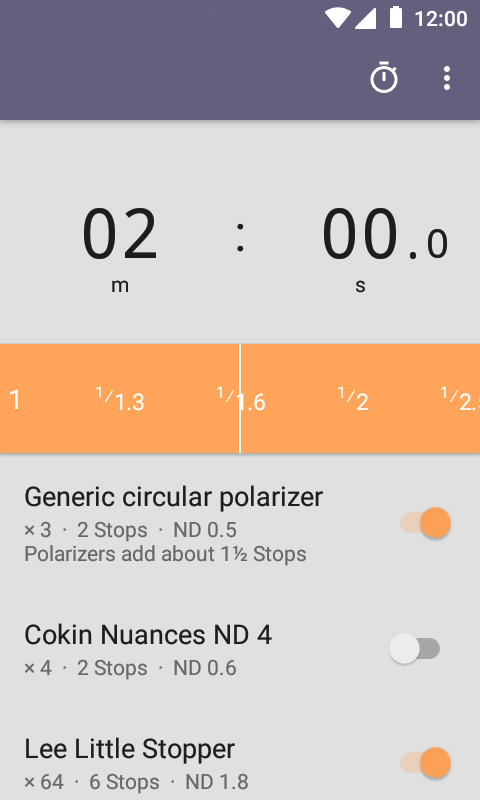 12:00
02 : 00.0
m s
1 1/1.3 1/1.6 1/2 1/2.5
Generic circular polarizer
× 3 · 2 Stops · ND 0.5
Polarizers add about 1½ Stops
Cokin Nuances ND 4
× 4 · 2 Stops · ND 0.6
Lee Little Stopper
× 64 · 6 Stops · ND 1.8